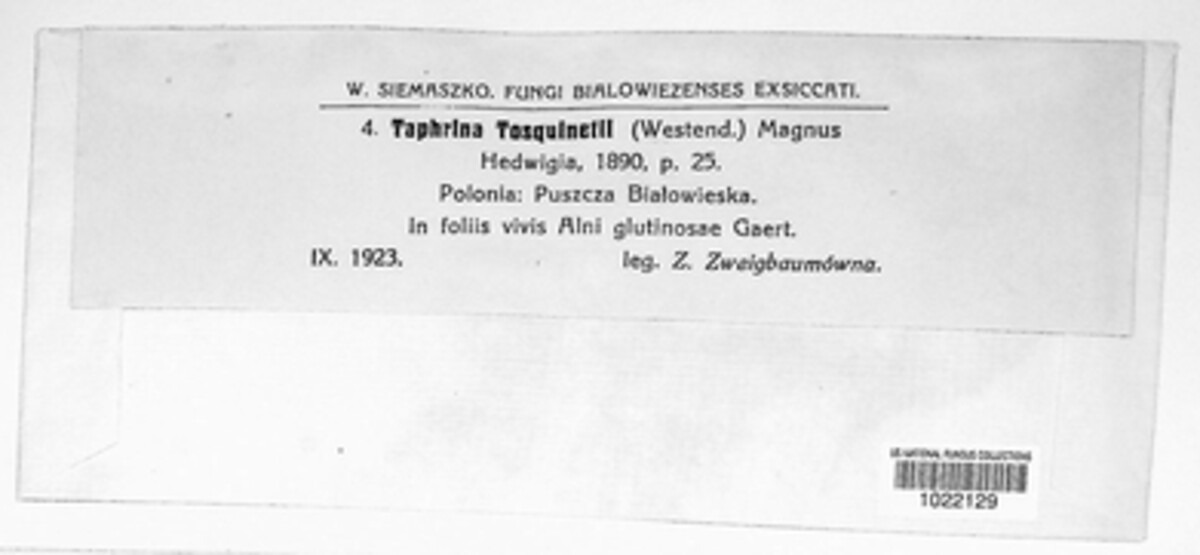 W. SIEMASZKO. FUNGI BIALOWIEZENSES EXSICCATI.
4. Taphrina Tosquinetii (Westend.) Magnus
Hedwigia, 1890, p. 25.
Polonia: Puszcza Białowieska.
In foliis vivis Alni glutinosae Gaert.
IX. 1923. leg. Z. Zweigbaumówna.
US NATIONAL FUNGUS COLLECTIONS
1022129